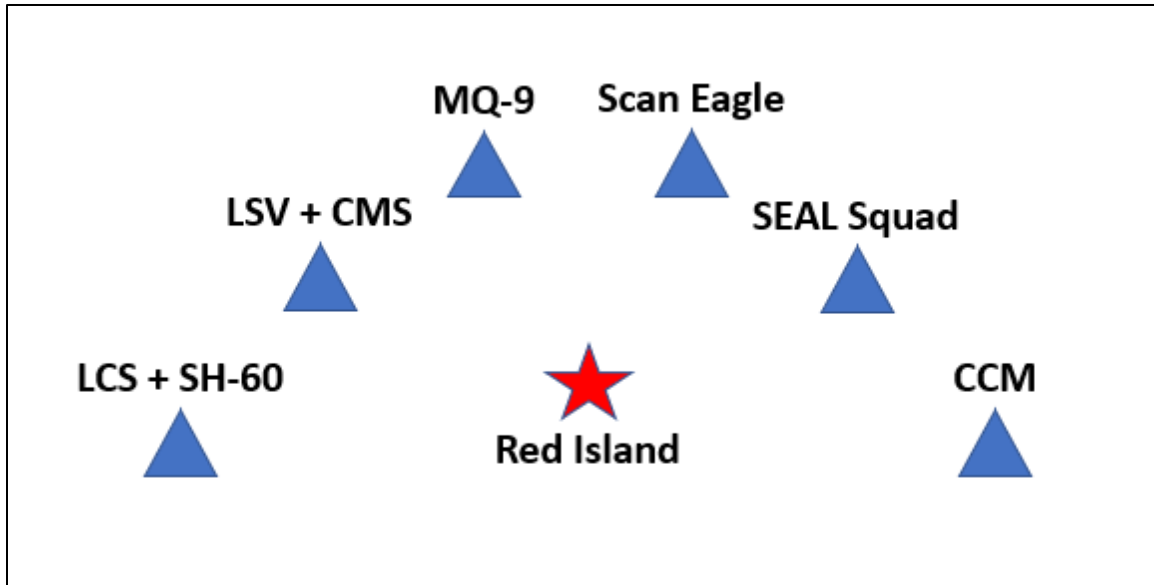 MQ-9
Scan Eagle
LSV + CMS
SEAL Squad
LCS + SH-60
CCM
Red Island